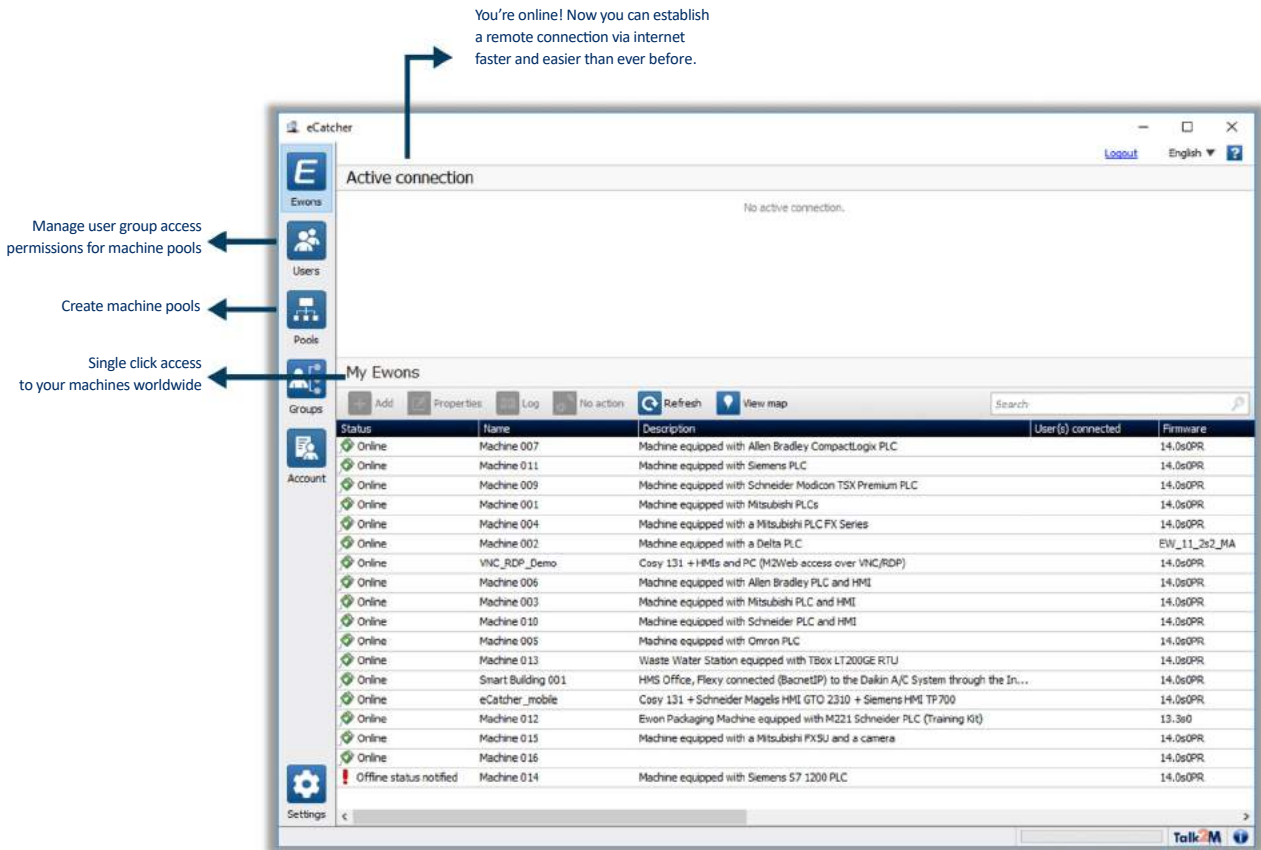 You're online! Now you can establish
a remote connection via internet
faster and easier than ever before.
eCatcher
Logout English
Ewons
Active connection
No active connection.
Manage user group access
permissions for machine pools
Users
Create machine pools
Pools
Single click access
to your machines worldwide
My Ewons
Groups
Add Properties Log No action Refresh View map Search
Status Name Description User(s) connected Firmware
Online Machine 007 Machine equipped with Allen Bradley CompactLogix PLC 14.0s0PR
Online Machine 011 Machine equipped with Siemens PLC 14.0s0PR
Account
Online Machine 009 Machine equipped with Schneider Modicon TSX Premium PLC 14.0s0PR
Online Machine 001 Machine equipped with Mitsubishi PLCs 14.0s0PR
Online Machine 004 Machine equipped with a Mitsubishi PLC FX Series 14.0s0PR
Online Machine 002 Machine equipped with a Delta PLC EW_11_2s2_MA
Online VNC_RDP_Demo Cosy 131 + HMIs and PC (M2Web access over VNC/RDP) 14.0s0PR
Online Machine 006 Machine equipped with Allen Bradley PLC and HMI 14.0s0PR
Online Machine 003 Machine equipped with Mitsubishi PLC and HMI 14.0s0PR
Online Machine 010 Machine equipped with Schneider PLC and HMI 14.0s0PR
Online Machine 005 Machine equipped with Omron PLC 14.0s0PR
Online Machine 013 Waste Water Station equipped with TBox LT200GE RTU 14.0s0PR
Online Smart Building 001 HMS Office, Flexy connected (BacnetIP) to the Daikin A/C System through the In... 14.0s0PR
Online eCatcher_mobile Cosy 131 + Schneider Magelis HMI GTO 2310 + Siemens HMI TP700 14.0s0PR
Online Machine 012 Ewon Packaging Machine equipped with M221 Schneider PLC (Training Kit) 13.3s0
Online Machine 015 Machine equipped with a Mitsubishi FX5U and a camera 14.0s0PR
Online Machine 016 14.0s0PR
Offline status notified Machine 014 Machine equipped with Siemens S7 1200 PLC 14.0s0PR
Settings
Talk2M